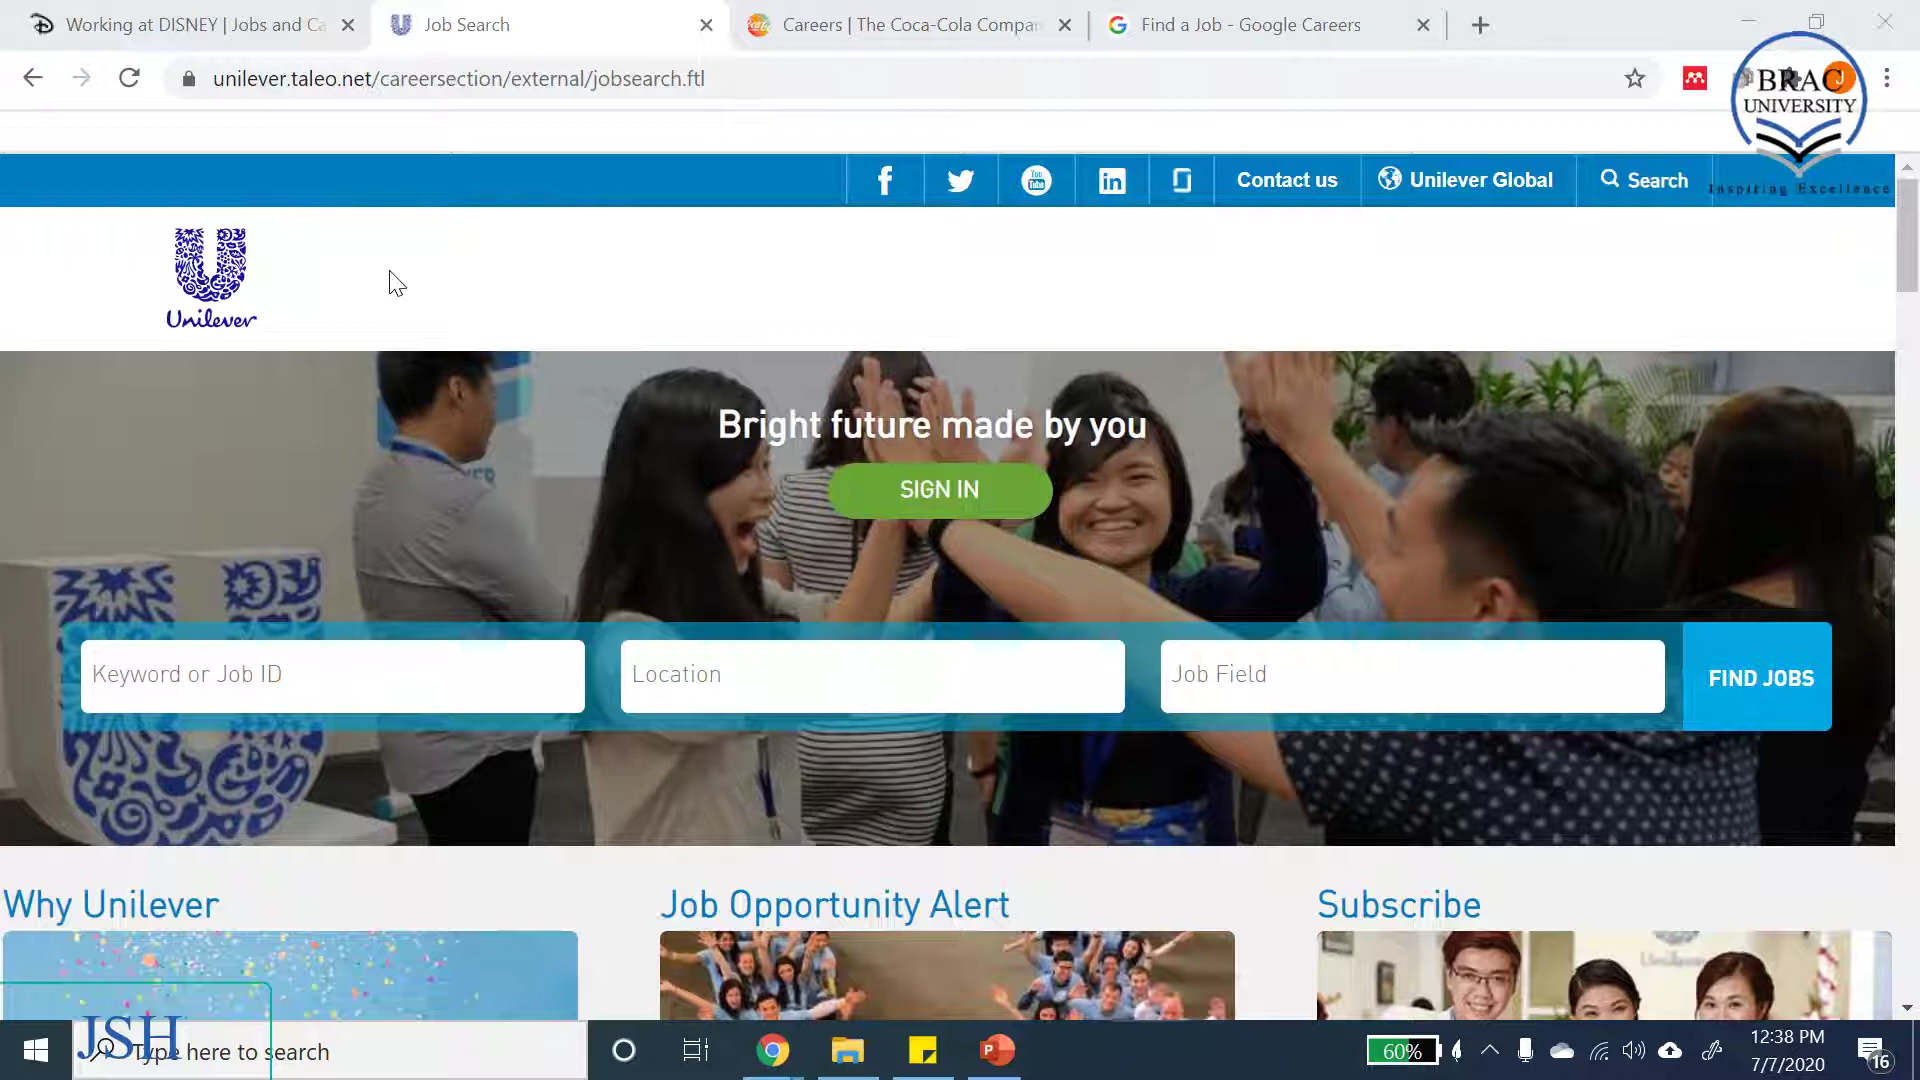 Working at DISNEY | Jobs and Ca
Job Search
Careers | The Coca-Cola Compan
Find a Job - Google Careers
unilever.taleo.net/careersection/external/jobsearch.ftl
BRAC
UNIVERSITY
Inspiring Excellence
You
Tube
Contact us
Unilever Global
Search
Unilever
Bright future made by you
SIGN IN
Keyword or Job ID
Location
Job Field
FIND JOBS
Why Unilever
Job Opportunity Alert
Subscribe
JSH
Type here to search
60%
12:38 PM
7/7/2020
16